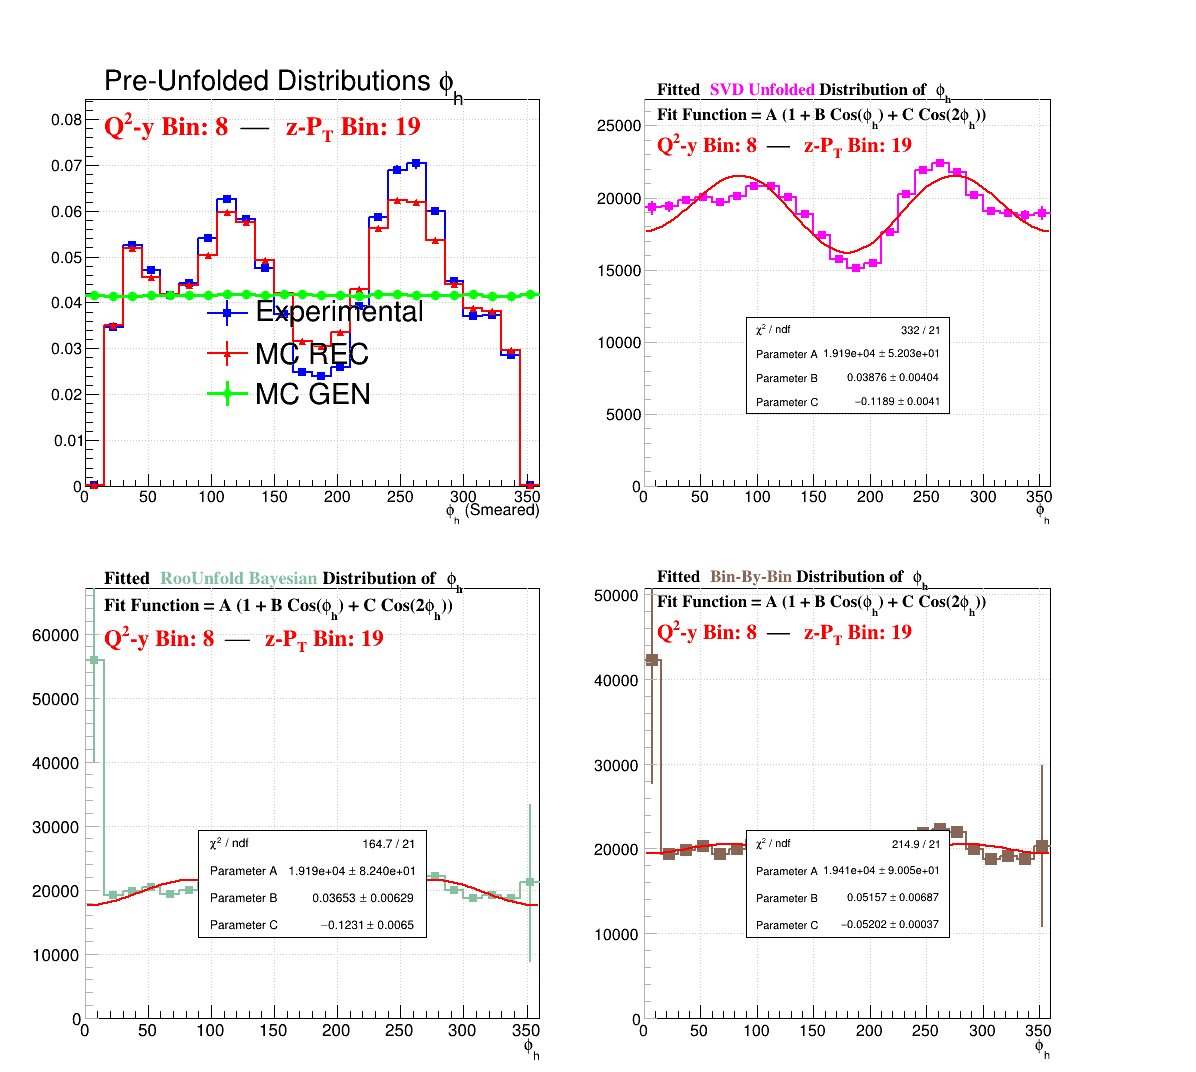 Pre-Unfolded Distributions ϕh
Q2-y Bin: 8 — z-PT Bin: 19
0.08
0.07
0.06
0.05
0.04
0.03
0.02
0.01
0
Experimental
MC REC
MC GEN
0 50 100 150 200 250 300 350
ϕh (Smeared)
Fitted SVD Unfolded Distribution of ϕh
Fit Function = A (1 + B Cos(ϕh) + C Cos(2ϕh))
Q2-y Bin: 8 — z-PT Bin: 19
25000
20000
15000
10000
5000
0
χ2 / ndf 332 / 21
Parameter A 1.919e+04 ± 5.203e+01
Parameter B 0.03876 ± 0.00404
Parameter C −0.1189 ± 0.0041
0 50 100 150 200 250 300 350
ϕh
Fitted RooUnfold Bayesian Distribution of ϕh
Fit Function = A (1 + B Cos(ϕh) + C Cos(2ϕh))
Q2-y Bin: 8 — z-PT Bin: 19
60000
50000
40000
30000
20000
10000
0
χ2 / ndf 164.7 / 21
Parameter A 1.919e+04 ± 8.240e+01
Parameter B 0.03653 ± 0.00629
Parameter C −0.1231 ± 0.0065
0 50 100 150 200 250 300 350
ϕh
Fitted Bin-By-Bin Distribution of ϕh
Fit Function = A (1 + B Cos(ϕh) + C Cos(2ϕh))
Q2-y Bin: 8 — z-PT Bin: 19
50000
40000
30000
20000
10000
0
χ2 / ndf 214.9 / 21
Parameter A 1.941e+04 ± 9.005e+01
Parameter B 0.05157 ± 0.00687
Parameter C −0.05202 ± 0.00037
0 50 100 150 200 250 300 350
ϕh